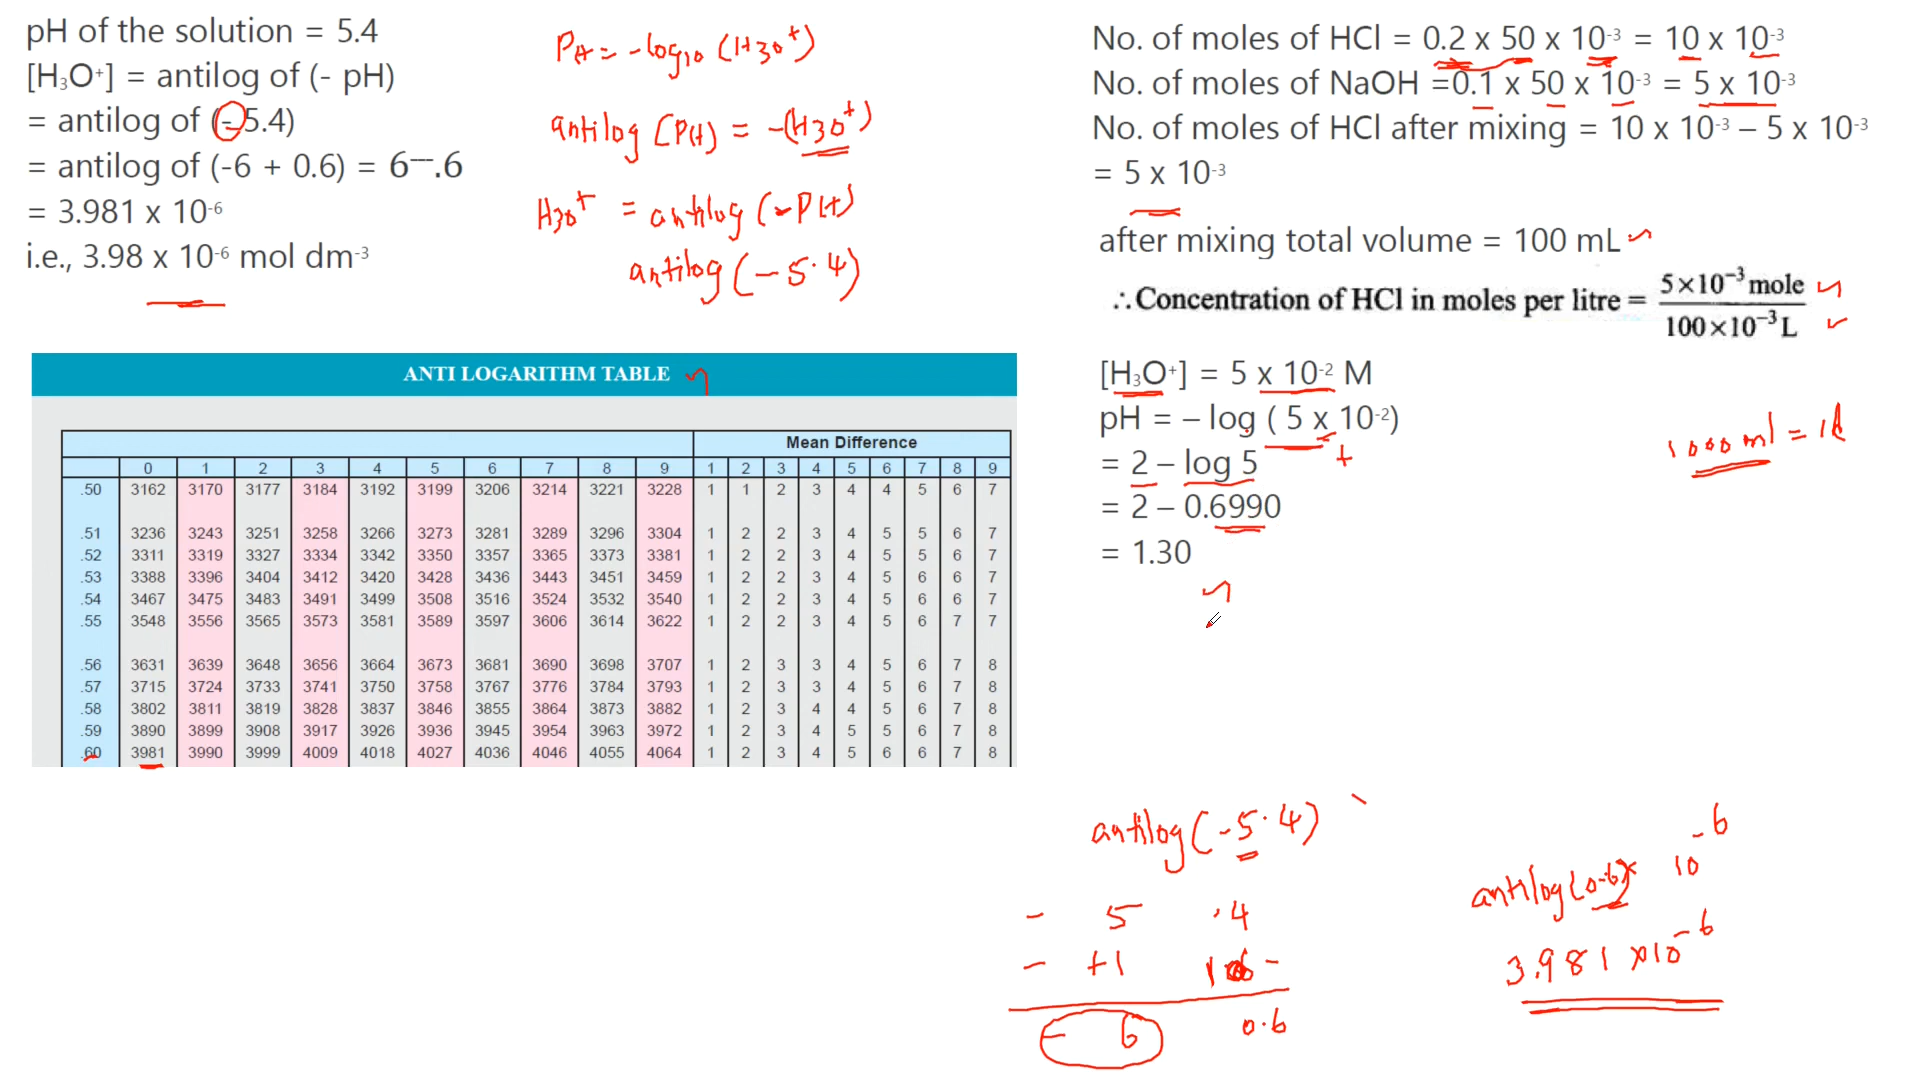 pH of the solution = 5.4
[H₃O⁺] = antilog of (- pH)
= antilog of (- 5.4)
= antilog of (-6 + 0.6) = 6¯¯.6
= 3.981 x 10⁻⁶
i.e., 3.98 x 10⁻⁶ mol dm⁻³
PH = -log₁₀ (H3O⁺)
antilog (PH) = -(H3O⁺)
H3O⁺ = antilog (-PH)
antilog (-5.4)
ANTI LOGARITHM TABLE
Mean Difference
0 1 2 3 4 5 6 7 8 9 1 2 3 4 5 6 7 8 9
.50 3162 3170 3177 3184 3192 3199 3206 3214 3221 3228 1 1 2 3 4 4 5 6 7
.51 3236 3243 3251 3258 3266 3273 3281 3289 3296 3304 1 2 2 3 4 5 5 6 7
.52 3311 3319 3327 3334 3342 3350 3357 3365 3373 3381 1 2 2 3 4 5 5 6 7
.53 3388 3396 3404 3412 3420 3428 3436 3443 3451 3459 1 2 2 3 4 5 6 6 7
.54 3467 3475 3483 3491 3499 3508 3516 3524 3532 3540 1 2 2 3 4 5 6 6 7
.55 3548 3556 3565 3573 3581 3589 3597 3606 3614 3622 1 2 2 3 4 5 6 7 7
.56 3631 3639 3648 3656 3664 3673 3681 3690 3698 3707 1 2 3 3 4 5 6 7 8
.57 3715 3724 3733 3741 3750 3758 3767 3776 3784 3793 1 2 3 3 4 5 6 7 8
.58 3802 3811 3819 3828 3837 3846 3855 3864 3873 3882 1 2 3 4 4 5 6 7 8
.59 3890 3899 3908 3917 3926 3936 3945 3954 3963 3972 1 2 3 4 5 5 6 7 8
.60 3981 3990 3999 4009 4018 4027 4036 4046 4055 4064 1 2 3 4 5 6 6 7 8
No. of moles of HCl = 0.2 x 50 x 10⁻³ = 10 x 10⁻³
No. of moles of NaOH =0.1 x 50 x 10⁻³ = 5 x 10⁻³
No. of moles of HCl after mixing = 10 x 10⁻³ – 5 x 10⁻³
= 5 x 10⁻³
after mixing total volume = 100 mL
∴Concentration of HCl in moles per litre = 5×10⁻³ mole
100×10⁻³ L
[H₃O⁺] = 5 x 10⁻² M
pH = – log ( 5 x 10⁻²)
+
= 2 – log 5
= 2 – 0.6990
= 1.30
1000 ml = 1l
antilog (-5.4)
- 5 .4
- +1 -
- 6 0.6
antilog (0.6) x 10⁻⁶
3.981 x10⁻⁶